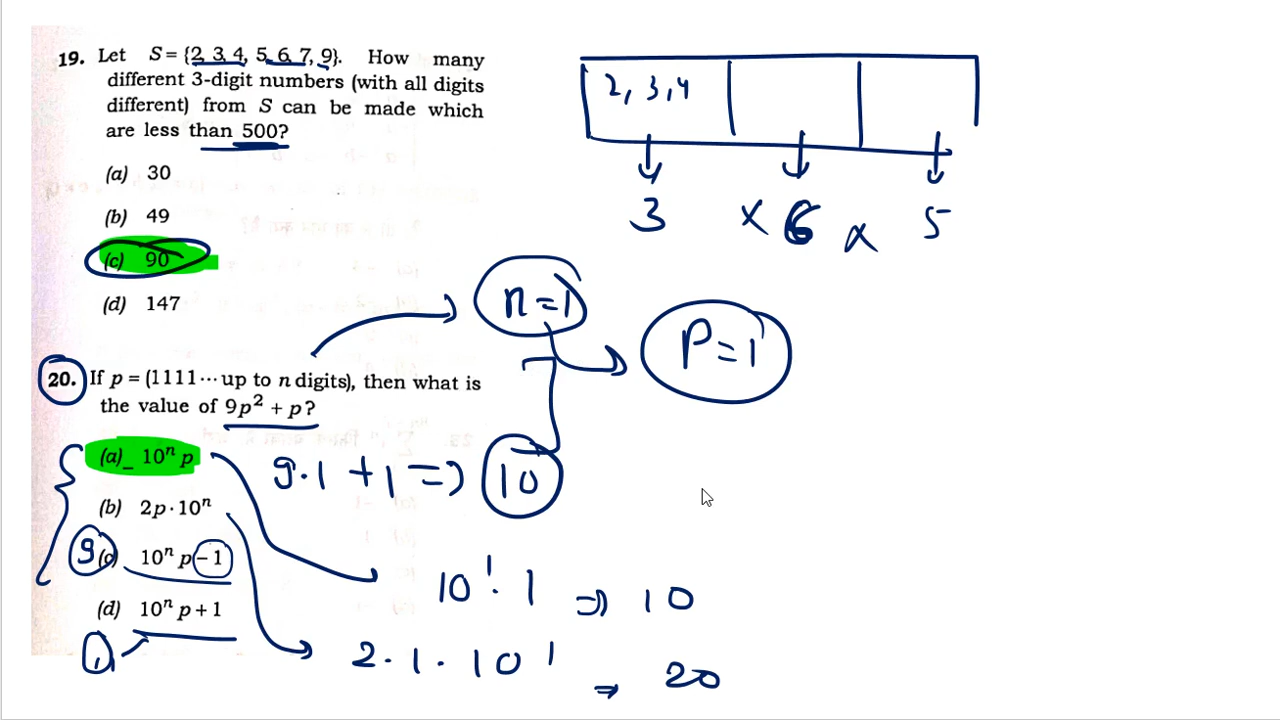 19. Let S = {2, 3, 4, 5, 6, 7, 9}. How many
different 3-digit numbers (with all digits
different) from S can be made which
are less than 500?
(a) 30
(b) 49
(c) 90
(d) 147
2, 3, 4
3 × 6 × 5
n = 1
P = 1
20. If p = (1111 ··· up to n digits), then what is
the value of 9p² + p?
(a) 10ⁿ p
(b) 2p · 10ⁿ
(c) 10ⁿ p − 1
(d) 10ⁿ p + 1
9·1 + 1 ⇒ 10
9
10¹ · 1 ⇒ 10
2 · 1 · 10¹ ⇒ 20